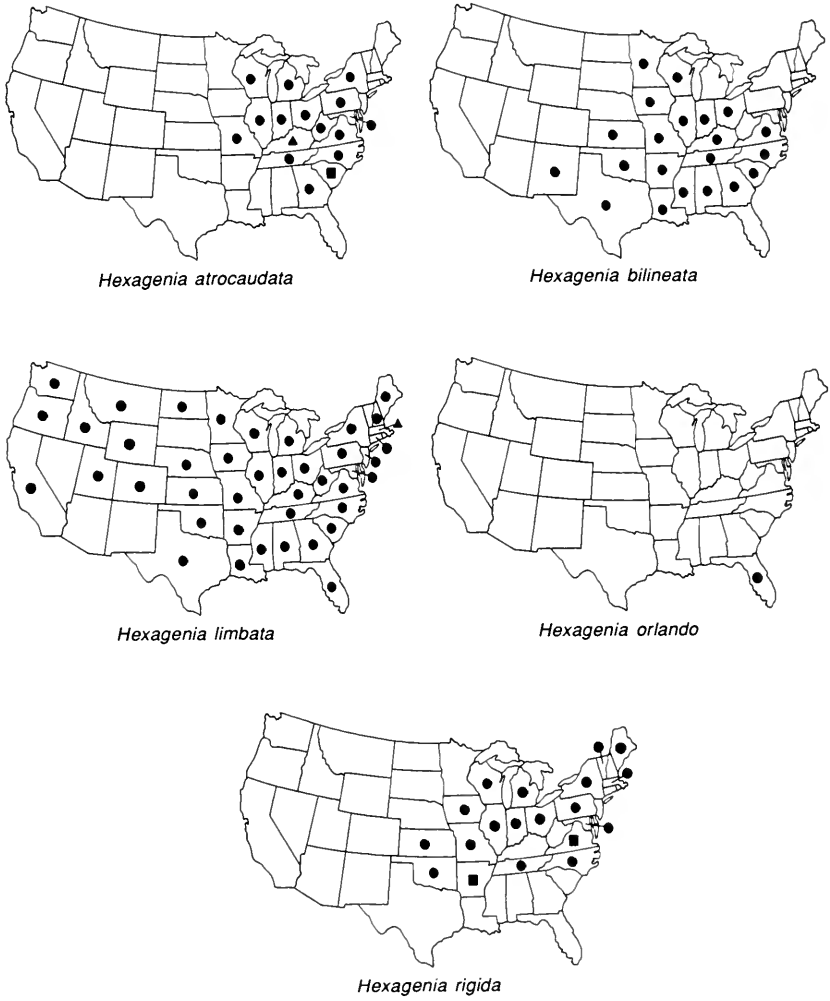 Hexagenia atrocaudata
Hexagenia bilineata
Hexagenia limbata
Hexagenia orlando
Hexagenia rigida